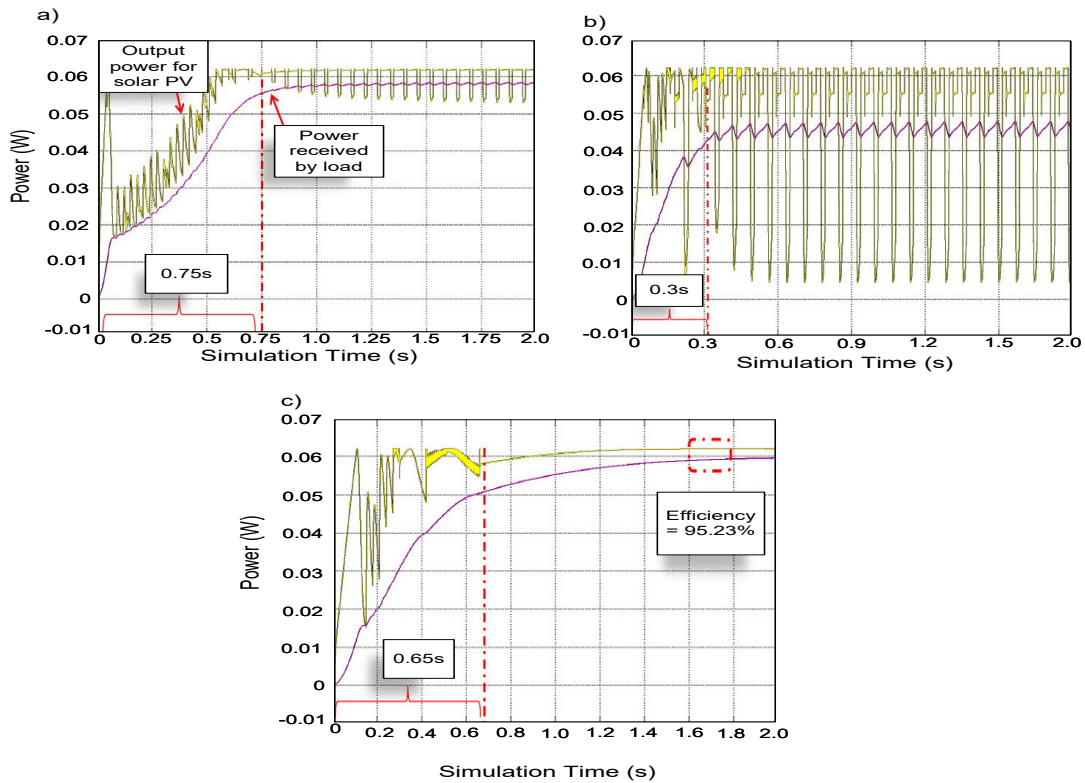 a)
0.07
0.06
0.05
0.04
0.03
0.02
0.01
0
-0.01
Power (W)
Output
power for
solar PV
Power
received
by load
0.75s
0 0.25 0.5 0.75 1.0 1.25 1.5 1.75 2.0
Simulation Time (s)
b)
0.07
0.06
0.05
0.04
0.03
0.02
0.01
0
-0.01
0.3s
0 0.3 0.6 0.9 1.2 1.5 2.0
Simulation Time (s)
c)
0.07
0.06
0.05
0.04
0.03
0.02
0.01
0
-0.01
Power (W)
Efficiency
= 95.23%
0.65s
0 0.2 0.4 0.6 0.8 1.0 1.2 1.4 1.6 1.8 2.0
Simulation Time (s)